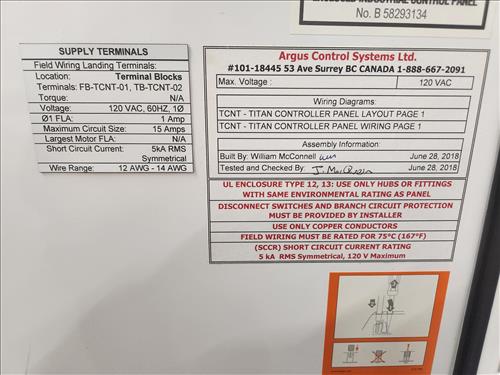 No. B 58293134
SUPPLY TERMINALS
Field Wiring Landing Terminals:
Location: Terminal Blocks
Terminals: FB-TCNT-01, TB-TCNT-02
Torque: N/A
Voltage: 120 VAC, 60HZ, 1Ø
Ø1 FLA: 1 Amp
Maximum Circuit Size: 15 Amps
Largest Motor FLA: N/A
Short Circuit Current: 5kA RMS
Symmetrical
Wire Range: 12 AWG - 14 AWG
Argus Control Systems Ltd.
#101-18445 53 Ave Surrey BC CANADA 1-888-667-2091
Max. Voltage : 120 VAC
Wiring Diagrams:
TCNT - TITAN CONTROLLER PANEL LAYOUT PAGE 1
TCNT - TITAN CONTROLLER PANEL WIRING PAGE 1
Assembly Information:
Built By: William McConnell June 28, 2018
Tested and Checked By: June 28, 2018
UL ENCLOSURE TYPE 12, 13: USE ONLY HUBS OR FITTINGS
WITH SAME ENVIRONMENTAL RATING AS PANEL
DISCONNECT SWITCHES AND BRANCH CIRCUIT PROTECTION
MUST BE PROVIDED BY INSTALLER
USE ONLY COPPER CONDUCTORS
FIELD WIRING MUST BE RATED FOR 75°C (167°F)
(SCCR) SHORT CIRCUIT CURRENT RATING
5 kA RMS Symmetrical, 120 V Maximum